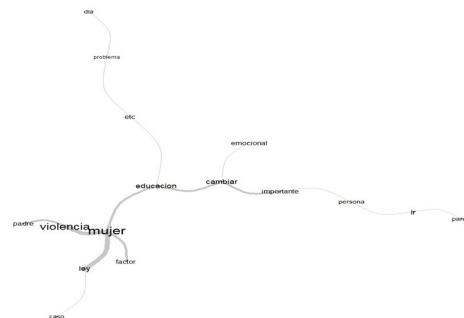 dia
problema
etc
emocional
educacion
cambiar
importante
persona
ir
padre
violencia
mujer
ley
factor
caso